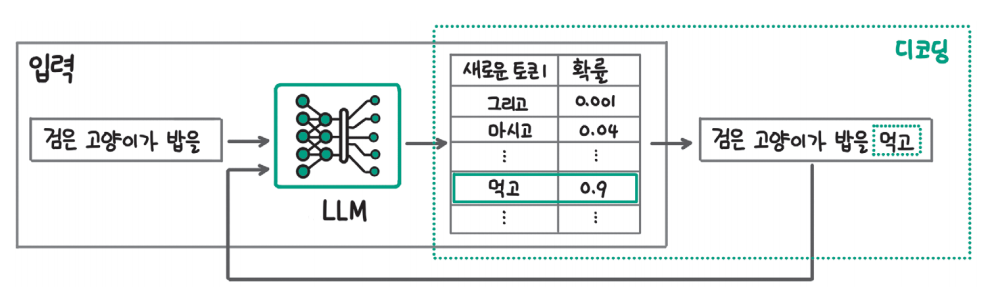 입력
디코딩
검은 고양이가 밥을
LLM
새로운 토큰1 확률
그리고 0.001
마시고 0.04
⋮ ⋮
먹고 0.9
⋮ ⋮
검은 고양이가 밥을 먹고